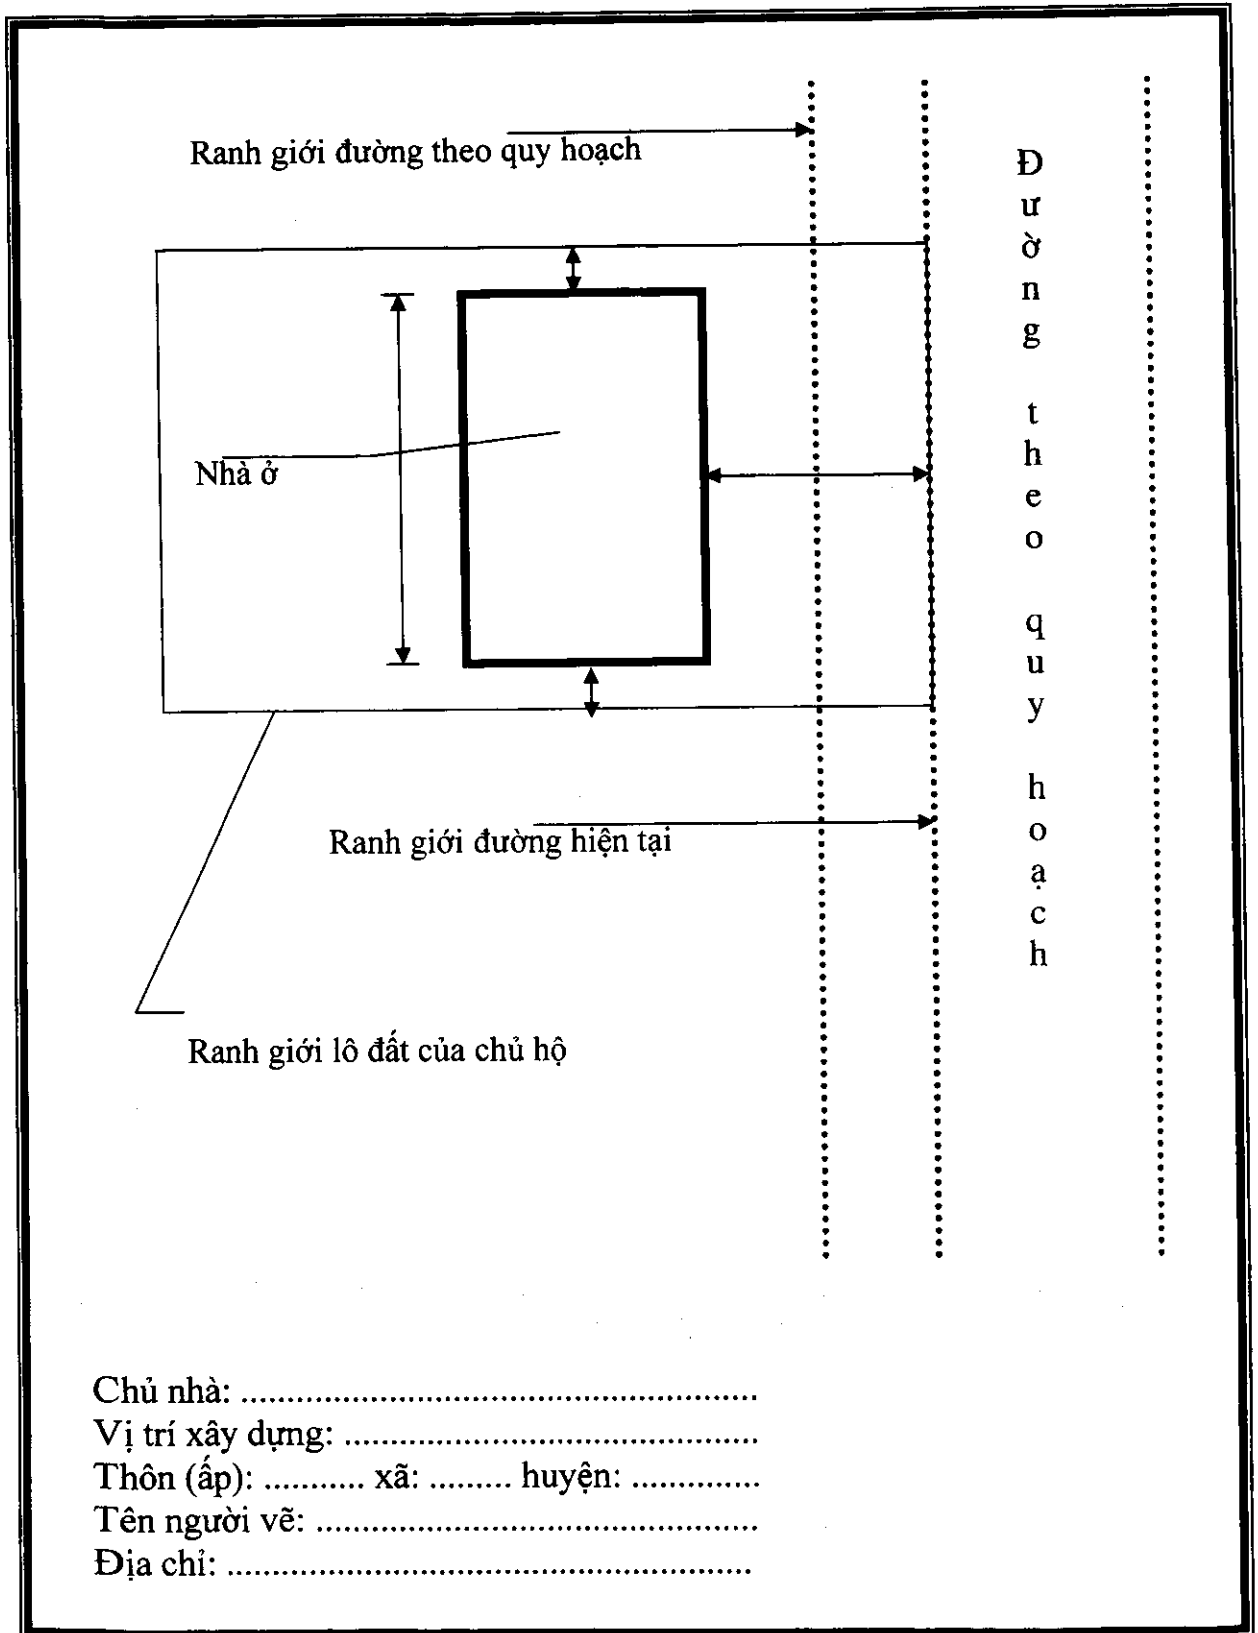 Ranh giới đường theo quy hoạch
Đường theo quy hoạch
Nhà ở
Ranh giới đường hiện tại
Ranh giới lô đất của chủ hộ
Chủ nhà: ........................................................
Vị trí xây dựng: .............................................
Thôn (ấp): ........... xã: ......... huyện: ..............
Tên người vẽ: ................................................
Địa chỉ: .........................................................